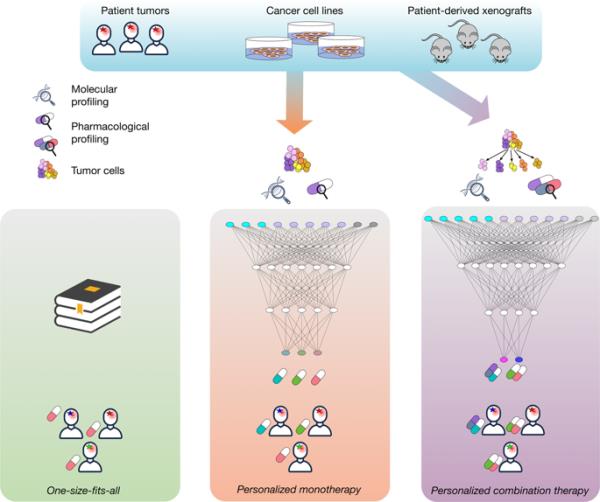 Patient tumors
Cancer cell lines
Patient-derived xenografts
Molecular
profiling
Pharmacological
profiling
Tumor cells
One-size-fits-all
Personalized monotherapy
Personalized combination therapy